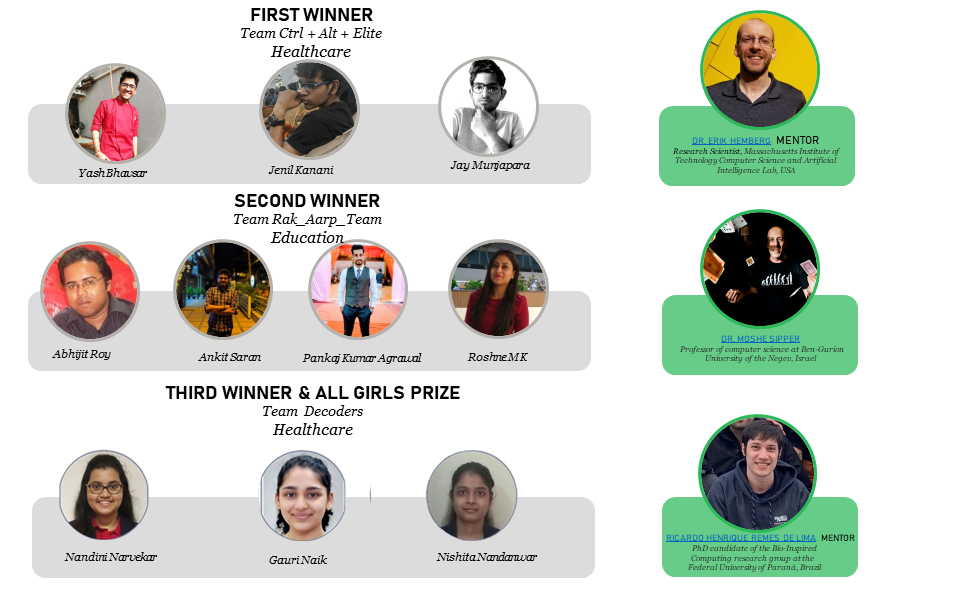 FIRST WINNER
Team Ctrl + Alt + Elite
Healthcare
Yash Bhavsar
Jenil Kanani
Jay Munjapara
DR. ERIK HEMBERG MENTOR
Research Scientist, Massachusetts Institute of
Technology Computer Science and Artificial
Intelligence Lab, USA
SECOND WINNER
Team Rak_Aarp_Team
Education
Abhijit Roy
Ankit Saran
Pankaj Kumar Agrawal
Roshne M K
DR. MOSHE SIPPER
Professor of computer science at Ben-Gurion
University of the Negev, Israel
THIRD WINNER & ALL GIRLS PRIZE
Team Decoders
Healthcare
Nandini Narvekar
Gauri Naik
Nishita Nandanwar
RICARDO HENRIQUE REMES DE LIMA MENTOR
PhD candidate of the Bio-Inspired
Computing research group at the
Federal University of Paraná, Brazil